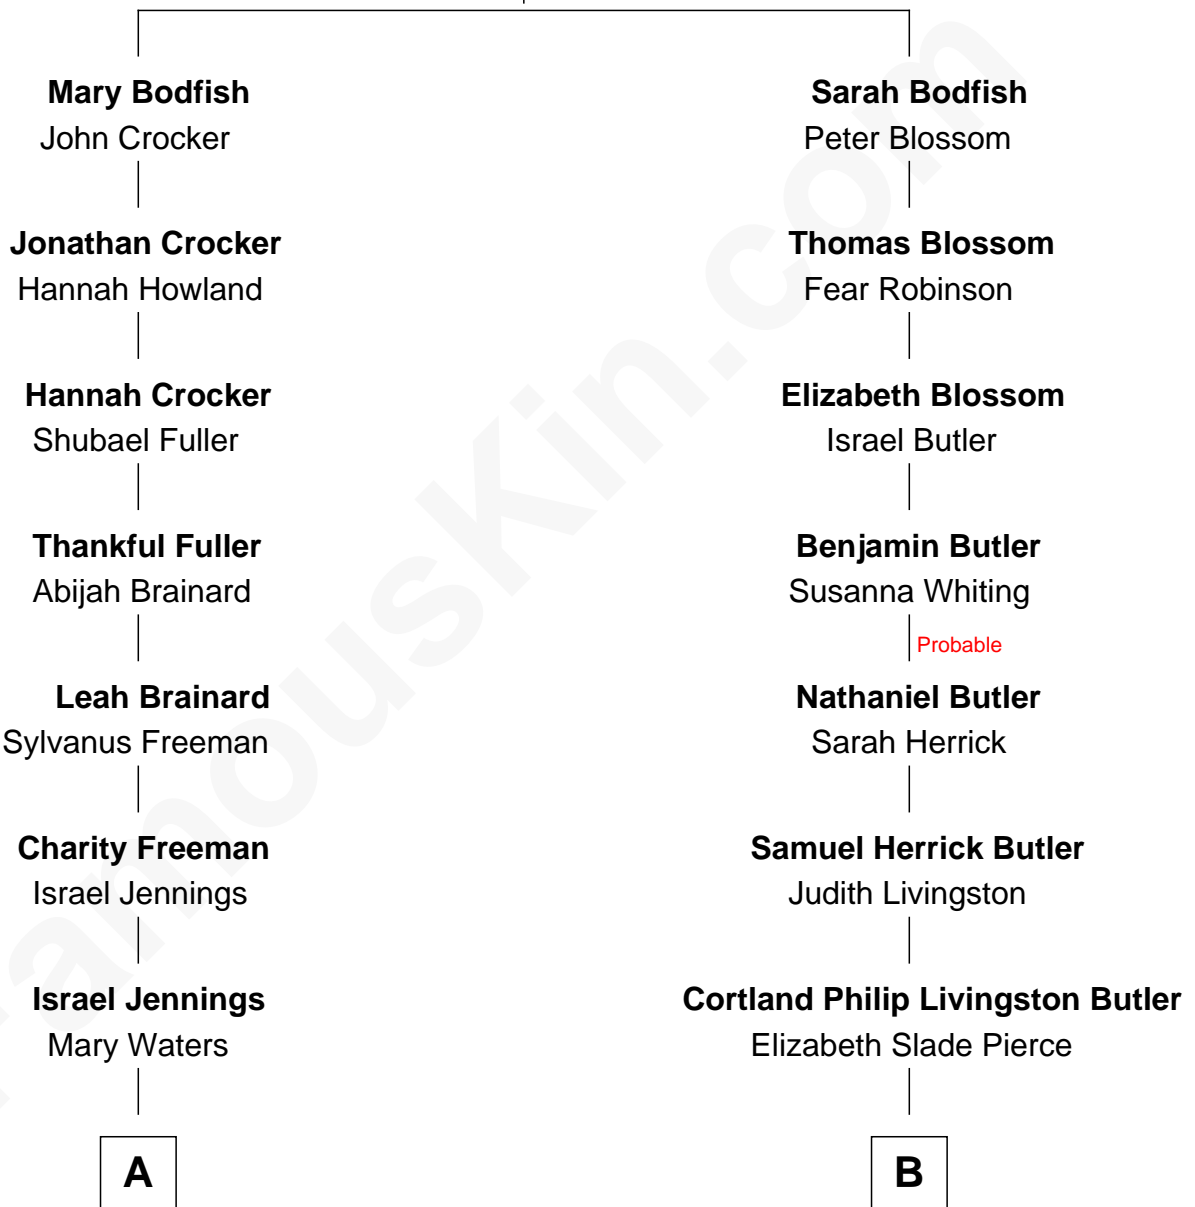 Mary Bodfish
John Crocker
Jonathan Crocker
Hannah Howland
Hannah Crocker
Shubael Fuller
Thankful Fuller
Abijah Brainard
Leah Brainard
Sylvanus Freeman
Charity Freeman
Israel Jennings
Israel Jennings
Mary Waters
A
Sarah Bodfish
Peter Blossom
Thomas Blossom
Fear Robinson
Elizabeth Blossom
Israel Butler
Benjamin Butler
Susanna Whiting
Probable
Nathaniel Butler
Sarah Herrick
Samuel Herrick Butler
Judith Livingston
Cortland Philip Livingston Butler
Elizabeth Slade Pierce
B
FamousKin.com